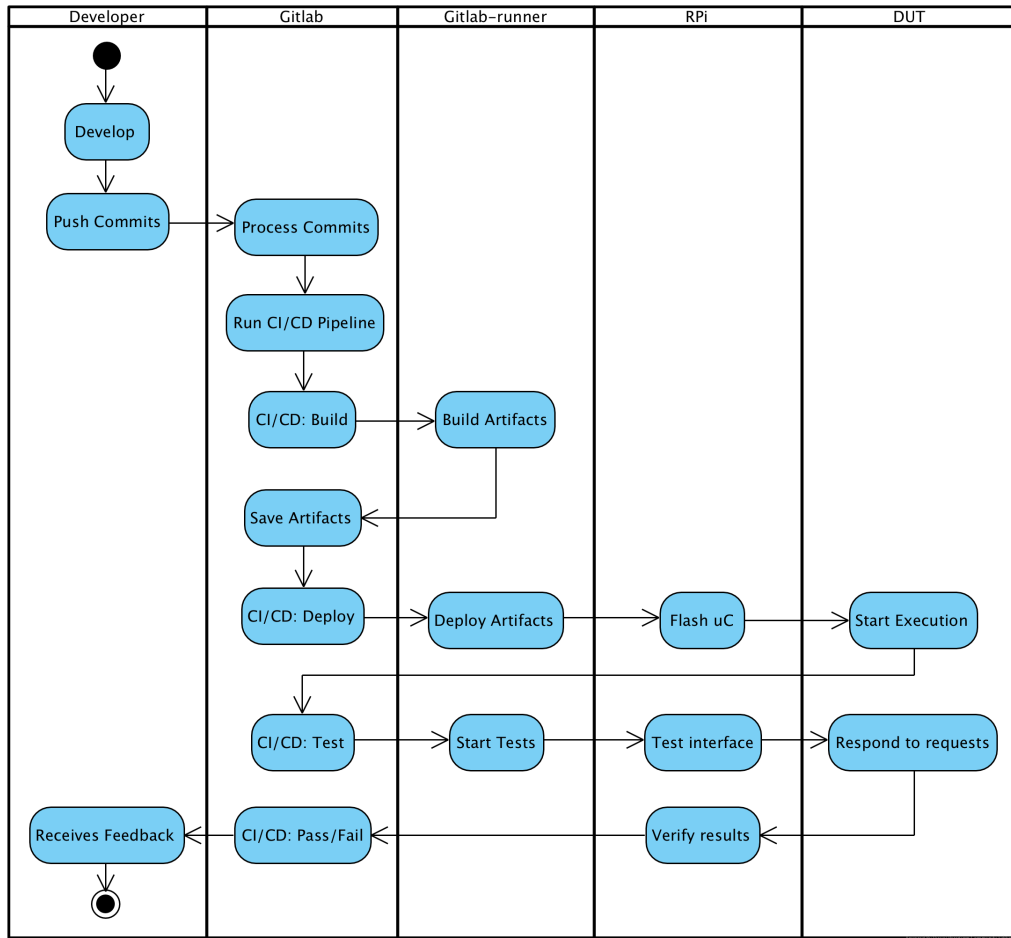 Developer
Gitlab
Gitlab-runner
RPi
DUT
Develop
Push Commits
Process Commits
Run CI/CD Pipeline
CI/CD: Build
Build Artifacts
Save Artifacts
CI/CD: Deploy
Deploy Artifacts
Flash uC
Start Execution
CI/CD: Test
Start Tests
Test interface
Respond to requests
Receives Feedback
CI/CD: Pass/Fail
Verify results